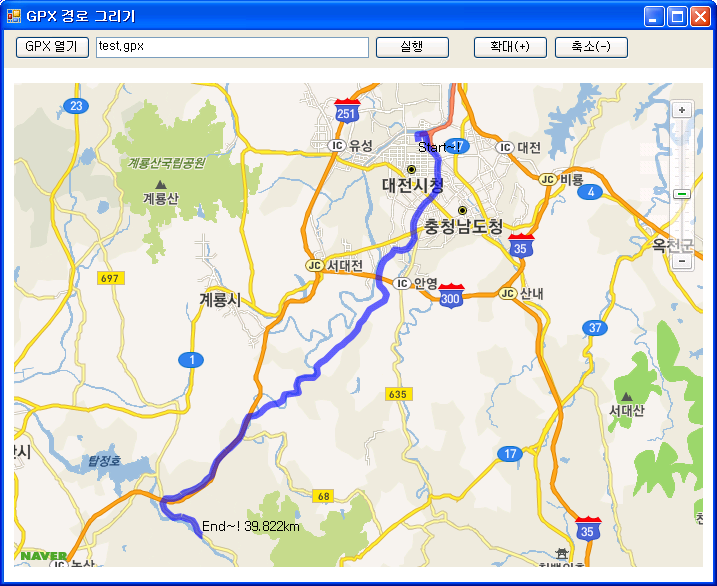 GPX 경로 그리기
GPX 열기
test.gpx
실행
확대(+)
축소(-)
23
251
IC 유성
Start~!
IC 대전
계룡산국립공원
계룡산
대전시청
JC 비룡
4
충청남도청
35
옥천군
697
JC 서대전
IC 안영
300
JC 산내
계룡시
37
1
635
서대산
탑정호
17
68
End~! 39.822km
35
NAVER
IC 논산